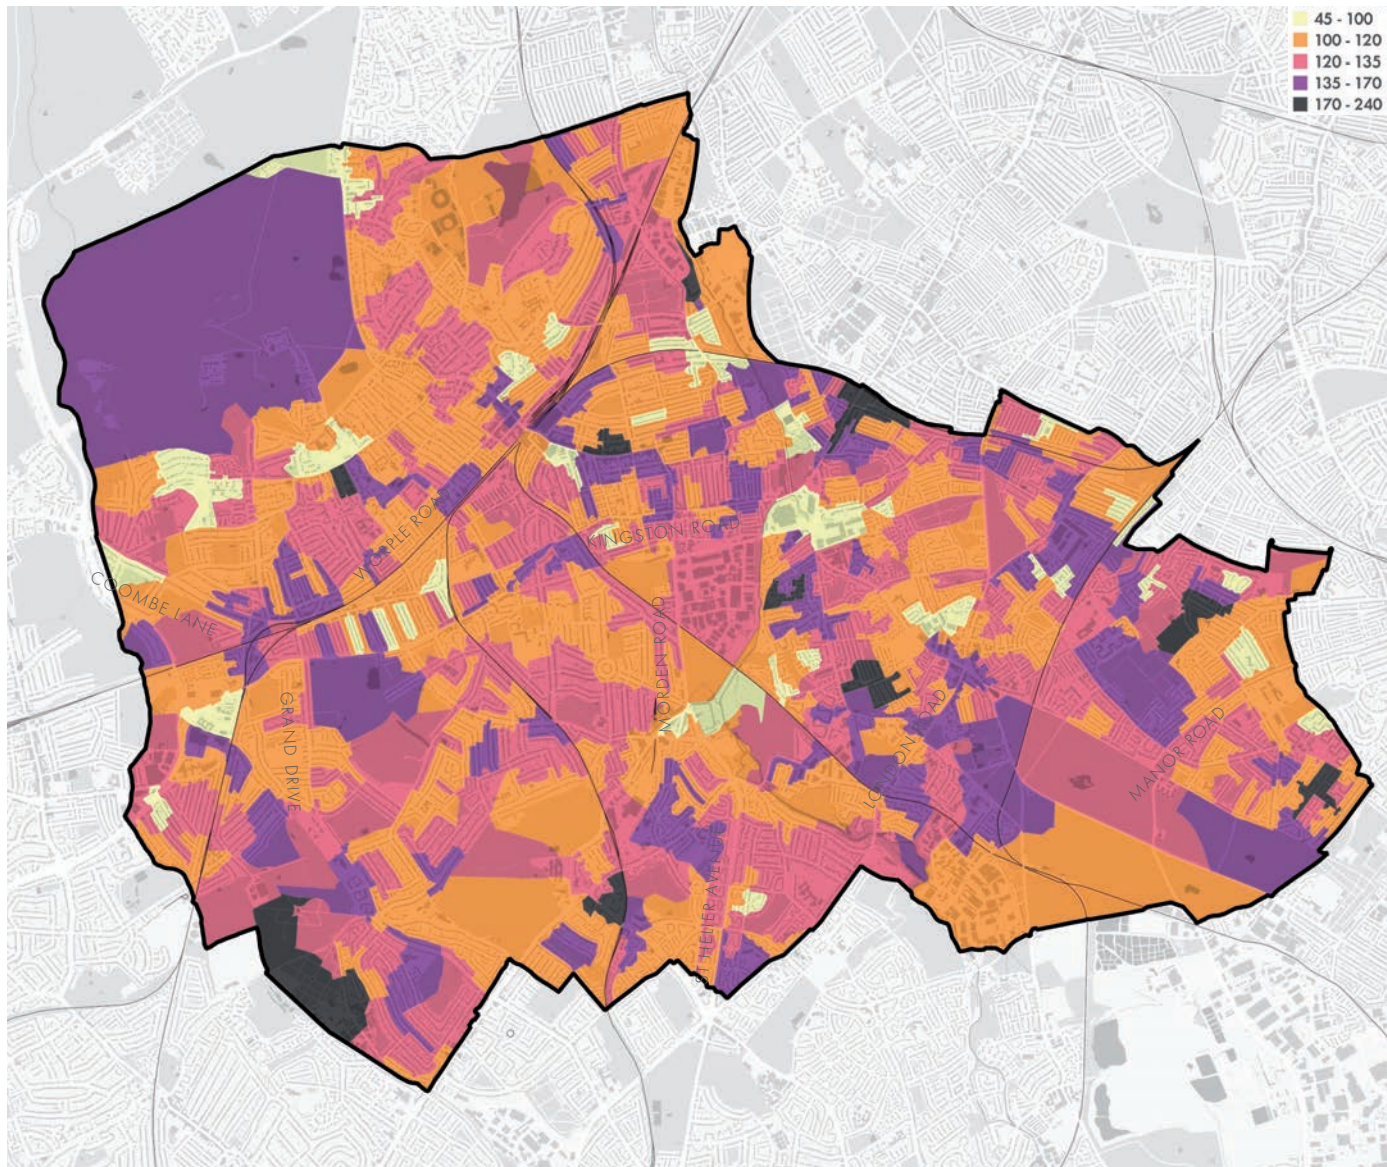 45 - 100
100 - 120
120 - 135
135 - 170
170 - 240
WORPLE ROAD
KINGSTON ROAD
COOMBE LANE
MORDEN ROAD
GRAND DRIVE
LONDON ROAD
MANOR ROAD
ST HELIER AVENUE